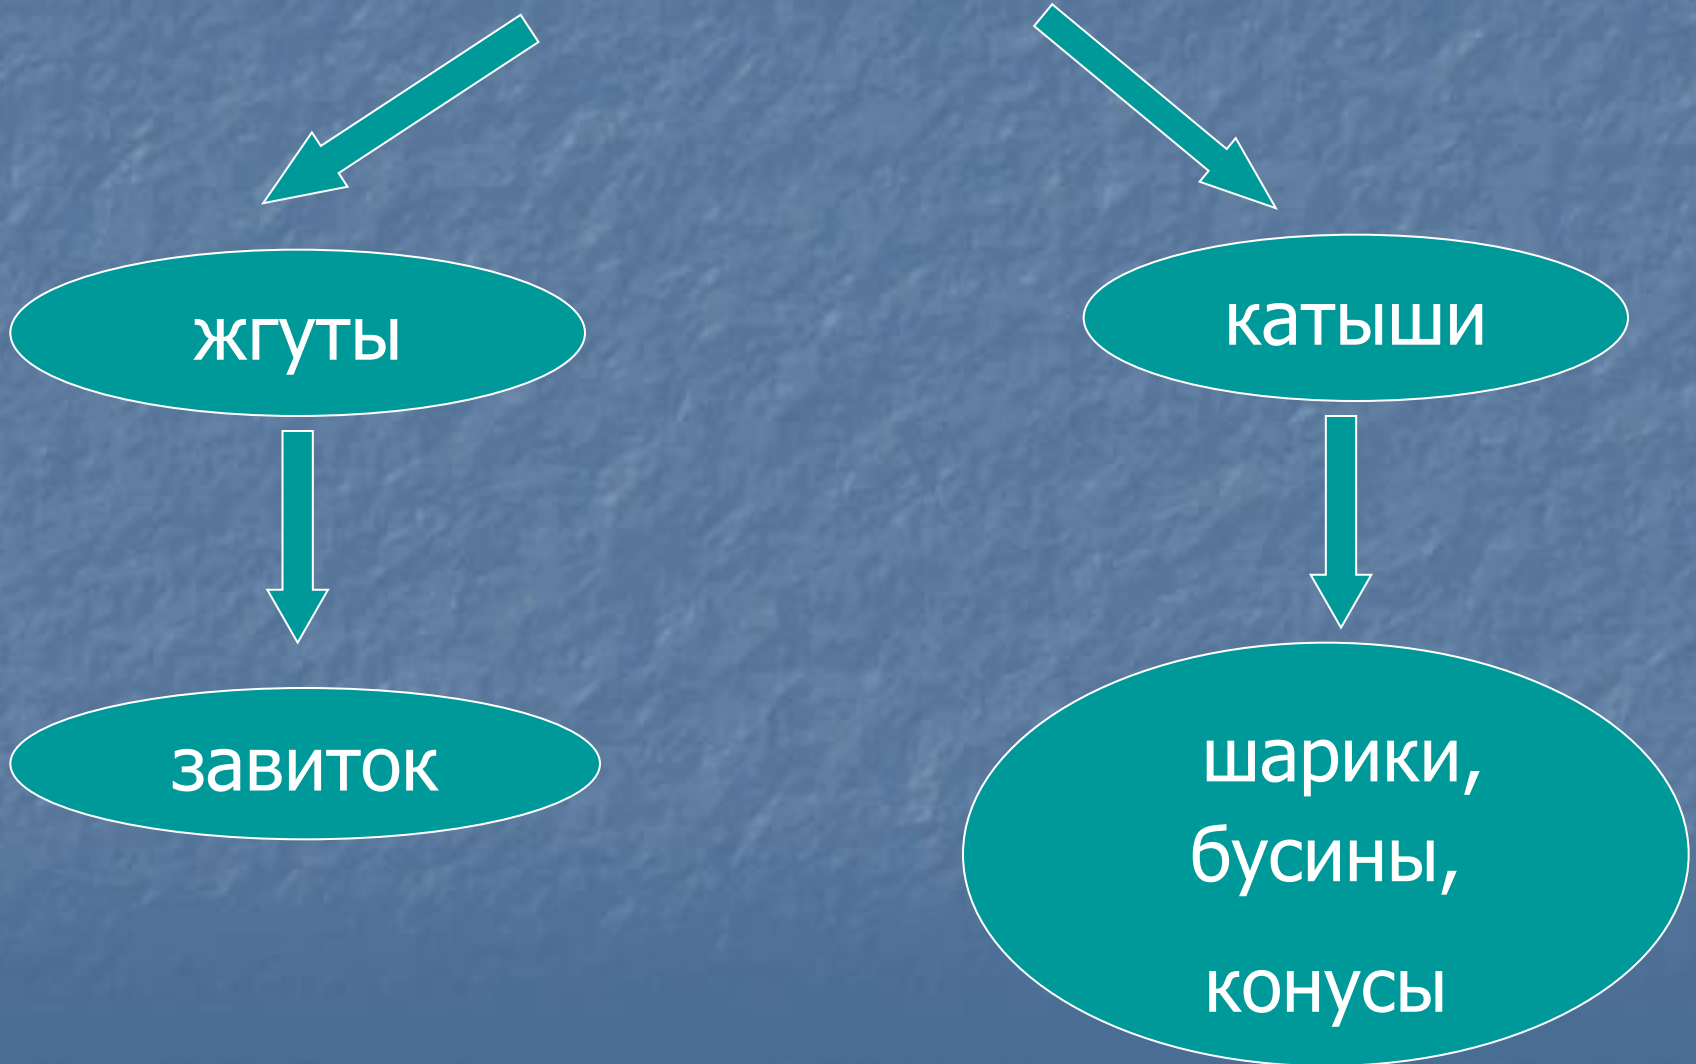 жгуты
катыши
завиток
шарики,
бусины,
конусы